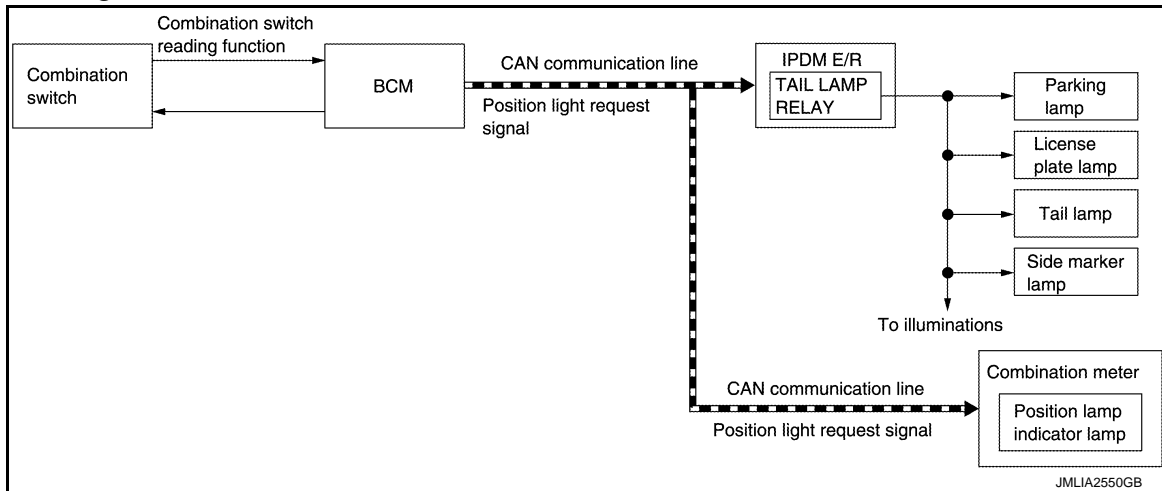 Combination switch
reading function
Combination
switch
BCM
CAN communication line
Position light request
signal
IPDM E/R
TAIL LAMP
RELAY
Parking
lamp
License
plate lamp
Tail lamp
Side marker
lamp
To illuminations
CAN communication line
Position light request signal
Combination meter
Position lamp
indicator lamp
JMLIA2550GB